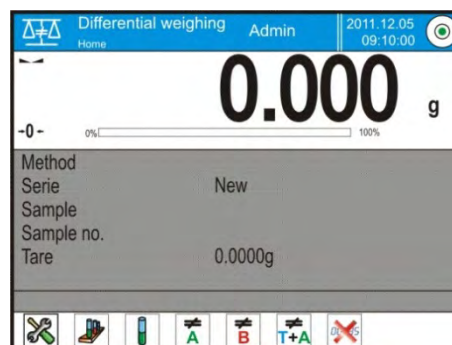 Differential weighing Admin 2011.12.05
Home 09:10:00
0.000 g
-0- 0% 100%
Method
Serie New
Sample
Sample no.
Tare 0.0000g
A B T+A